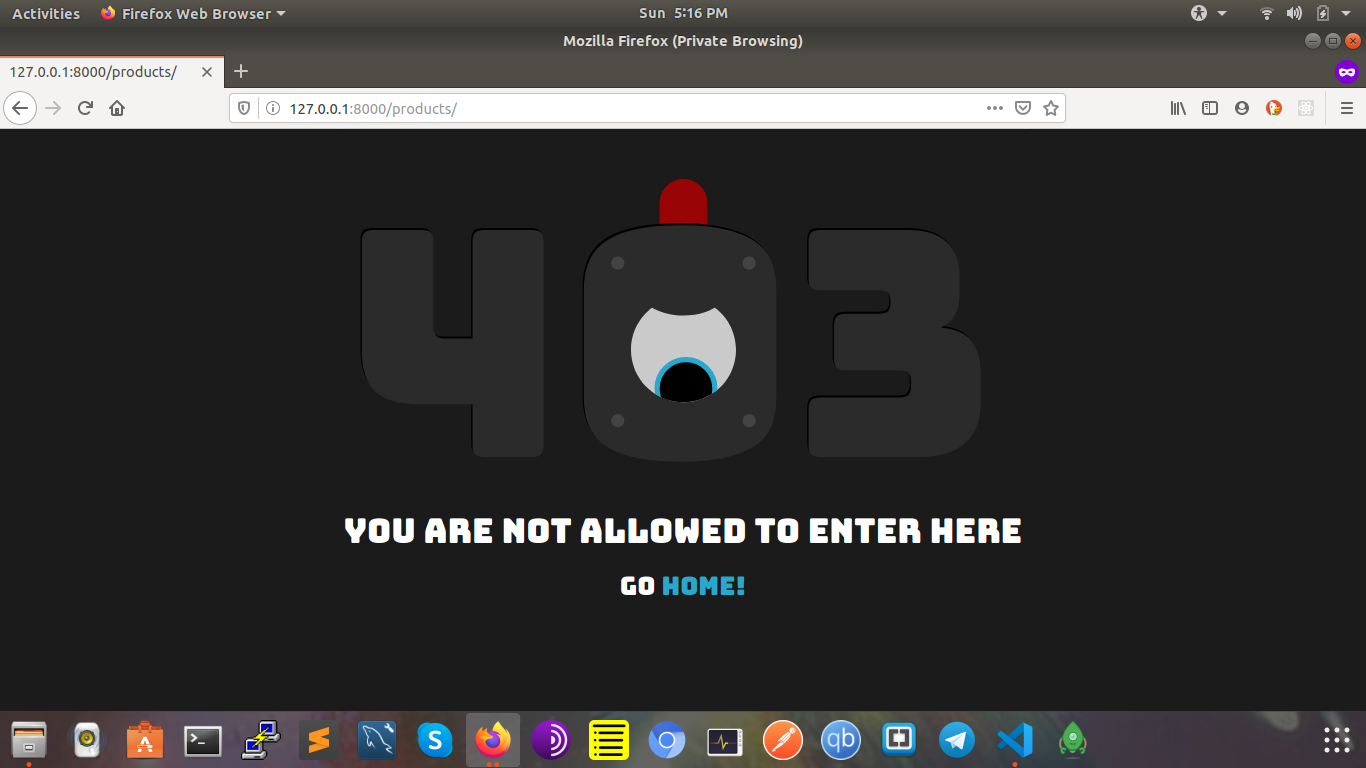 Activities Firefox Web Browser Sun 5:16 PM
Mozilla Firefox (Private Browsing)
127.0.0.1:8000/products/
127.0.0.1:8000/products/
403
YOU ARE NOT ALLOWED TO ENTER HERE
GO HOME!
A S qb